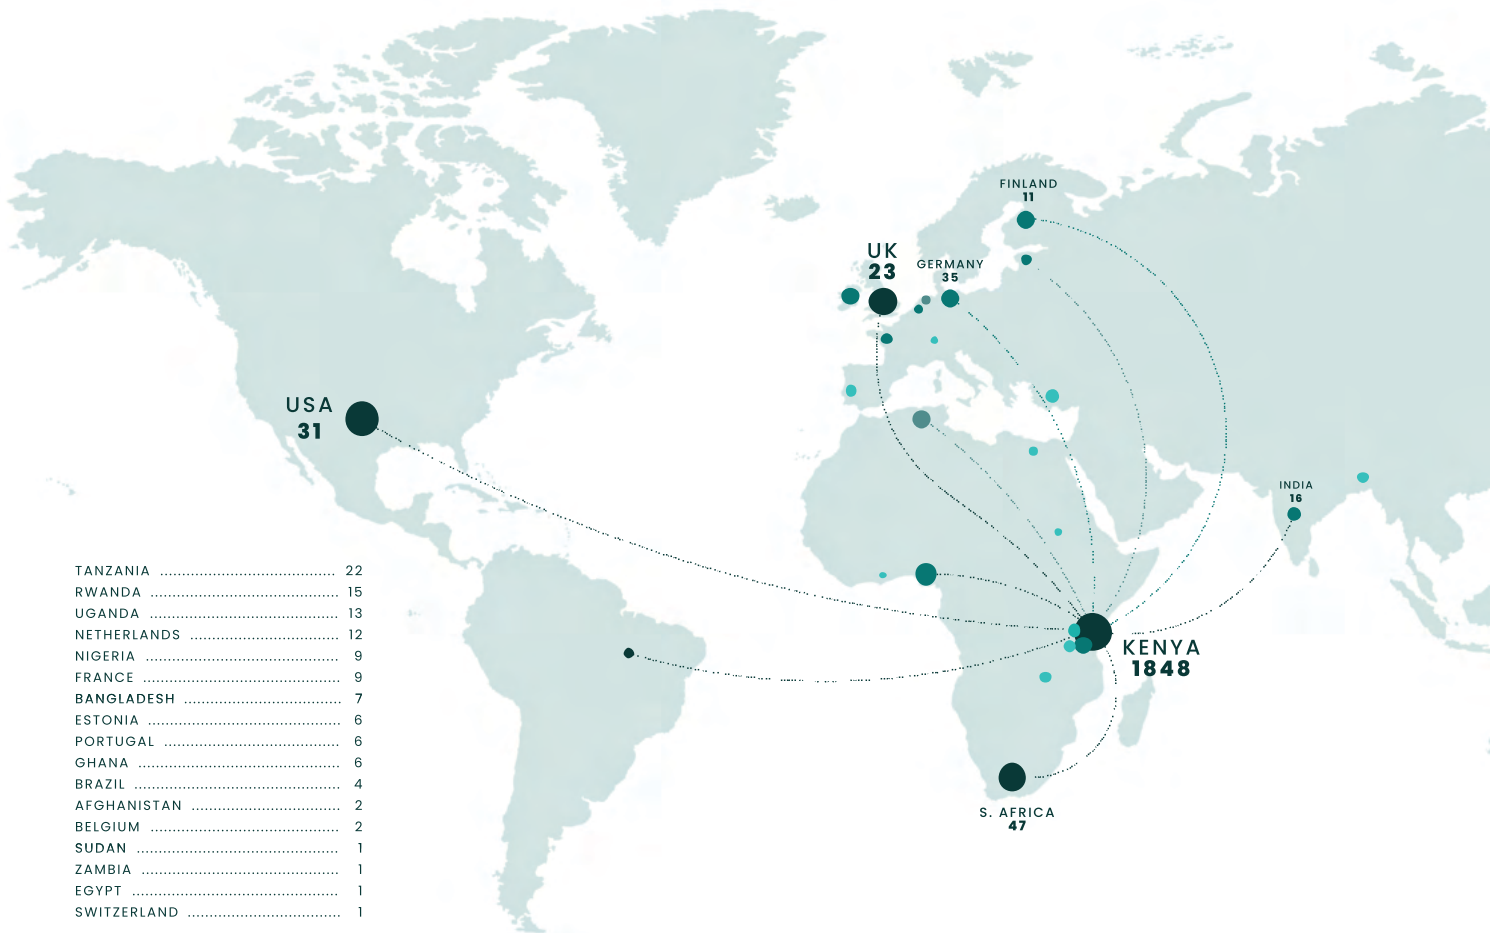 FINLAND
11
UK
23
GERMANY
35
USA
31
INDIA
16
KENYA
1848
S. AFRICA
47
TANZANIA ........................................ 22
RWANDA ........................................ 15
UGANDA ........................................ 13
NETHERLANDS ........................................ 12
NIGERIA ........................................ 9
FRANCE ........................................ 9
BANGLADESH ........................................ 7
ESTONIA ........................................ 6
PORTUGAL ........................................ 6
GHANA ........................................ 6
BRAZIL ........................................ 4
AFGHANISTAN ........................................ 2
BELGIUM ........................................ 2
SUDAN ........................................ 1
ZAMBIA ........................................ 1
EGYPT ........................................ 1
SWITZERLAND ........................................ 1